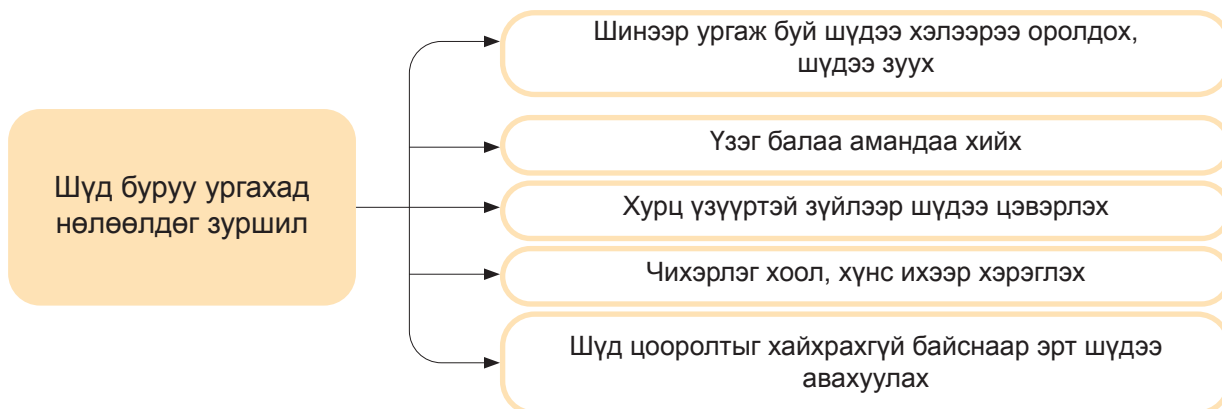 Шүд буруу ургахад
нөлөөлдөг зуршил
Шинээр ургаж буй шүдээ хэлээрээ оролдох,
шүдээ зуух
Үзэг балаа амандаа хийх
Хурц үзүүртэй зүйлээр шүдээ цэвэрлэх
Чихэрлэг хоол, хүнс ихээр хэрэглэх
Шүд цооролтыг хайхрахгүй байснаар эрт шүдээ
авахуулах